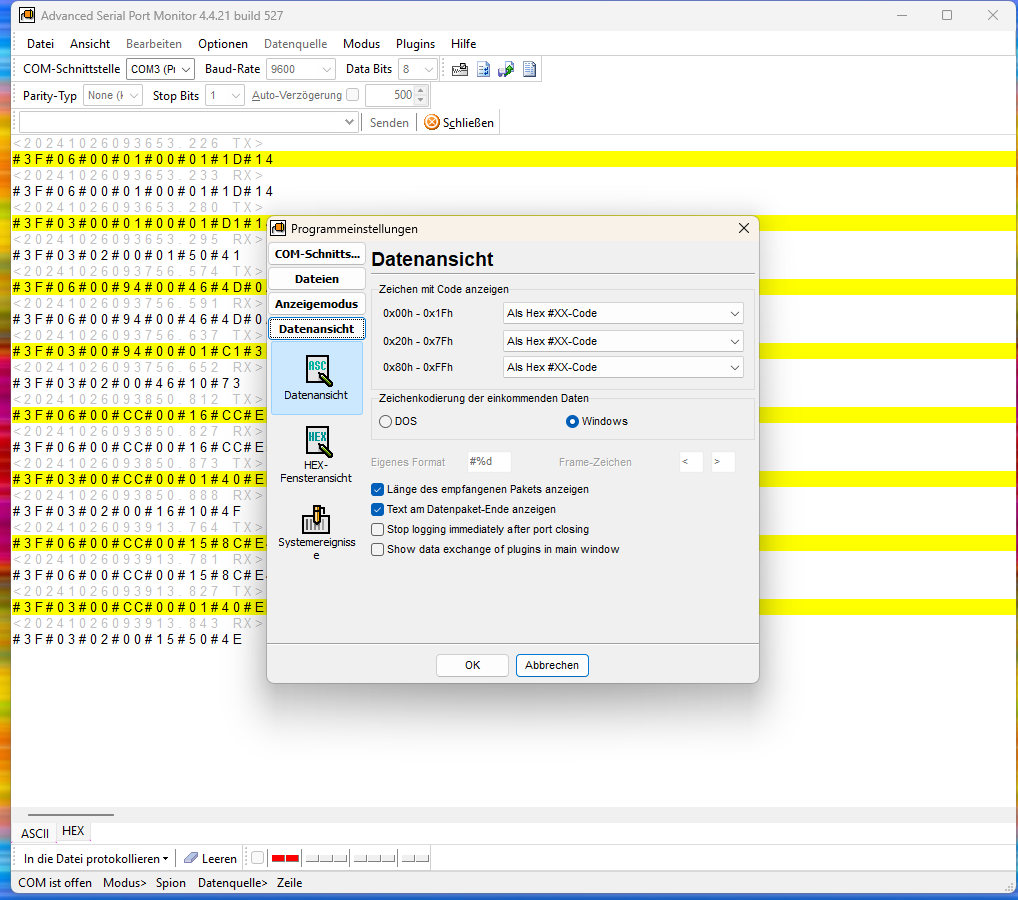 Advanced Serial Port Monitor 4.4.21 build 527
Datei Ansicht Bearbeiten Optionen Datenquelle Modus Plugins Hilfe
COM-Schnittstelle COM3 (Pr Baud-Rate 9600 Data Bits 8
Parity-Typ None (k Stop Bits 1 Auto-Verzögerung 500
Senden Schließen
<20241026093653.226 TX>
#3F#06#00#01#00#01#1D#14
<20241026093653.233 RX>
#3F#06#00#01#00#01#1D#14
<20241026093653.280 TX>
#3F#03#00#01#00#01#D1#1
<20241026093653.295 RX>
#3F#03#02#00#01#50#41
<20241026093756.574 TX>
#3F#06#00#94#00#46#4D#0
<20241026093756.591 RX>
#3F#06#00#94#00#46#4D#0
<20241026093756.637 TX>
#3F#03#00#94#00#01#C1#3
<20241026093756.652 RX>
#3F#03#02#00#46#10#73
<20241026093850.812 TX>
#3F#06#00#CC#00#16#CC#E
<20241026093850.827 RX>
#3F#06#00#CC#00#16#CC#E
<20241026093850.873 TX>
#3F#03#00#CC#00#01#40#E
<20241026093850.888 RX>
#3F#03#02#00#16#10#4F
<20241026093913.764 TX>
#3F#06#00#CC#00#15#8C#E
<20241026093913.781 RX>
#3F#06#00#CC#00#15#8C#E
<20241026093913.827 TX>
#3F#03#00#CC#00#01#40#E
<20241026093913.843 RX>
#3F#03#02#00#15#50#4E
Programmeinstellungen
COM-Schnitts...
Dateien
Anzeigemodus
Datenansicht
ASC
Datenansicht
HEX
HEX-
Fensteransicht
Systemereigniss
e
Datenansicht
Zeichen mit Code anzeigen
0x00h - 0x1Fh Als Hex #XX-Code
0x20h - 0x7Fh Als Hex #XX-Code
0x80h - 0xFFh Als Hex #XX-Code
Zeichenkodierung der einkommenden Daten
DOS Windows
Eigenes Format #%d Frame-Zeichen < >
Länge des empfangenen Pakets anzeigen
Text am Datenpaket-Ende anzeigen
Stop logging immediately after port closing
Show data exchange of plugins in main window
OK Abbrechen
ASCII HEX
In die Datei protokollieren Leeren
COM ist offen Modus> Spion Datenquelle> Zeile